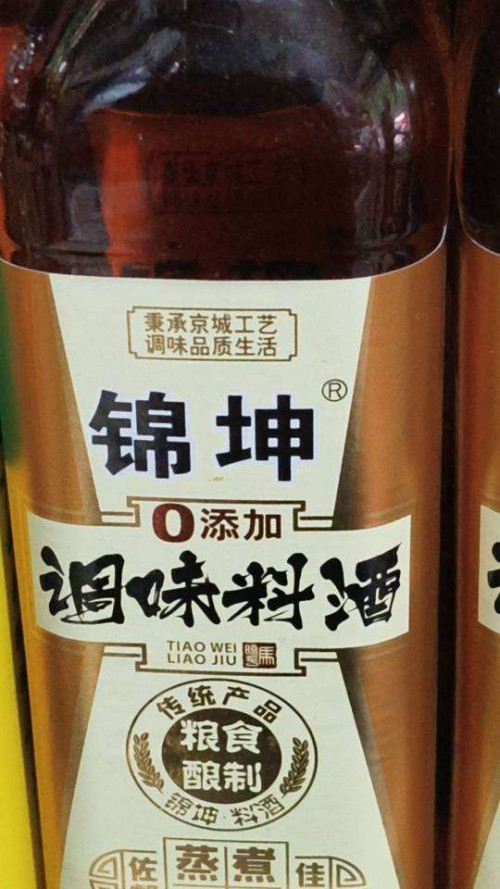 秉承京城工艺
调味品质生活
锦坤®
0添加
调味料酒
TIAO WEI
LIAO JIU
传统产品
粮食
酿制
锦坤·料酒
佐 蒸煮 佳